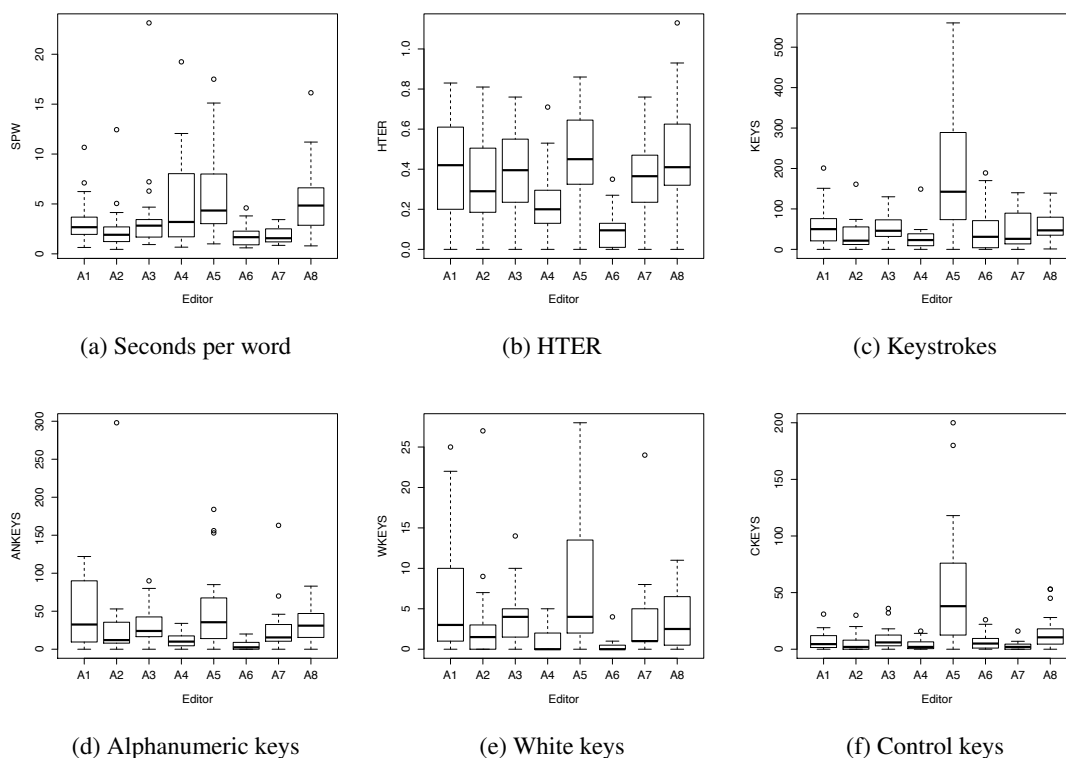 SPW
0 5 10 15 20
A1 A2 A3 A4 A5 A6 A7 A8
Editor
(a) Seconds per word
HTER
0.0 0.2 0.4 0.6 0.8 1.0
A1 A2 A3 A4 A5 A6 A7 A8
Editor
(b) HTER
KEYS
0 100 200 300 400 500
A1 A2 A3 A4 A5 A6 A7 A8
Editor
(c) Keystrokes
ANKEYS
0 50 100 150 200 250 300
A1 A2 A3 A4 A5 A6 A7 A8
Editor
(d) Alphanumeric keys
WKEYS
0 5 10 15 20 25
A1 A2 A3 A4 A5 A6 A7 A8
Editor
(e) White keys
CKEYS
0 50 100 150 200
A1 A2 A3 A4 A5 A6 A7 A8
Editor
(f) Control keys